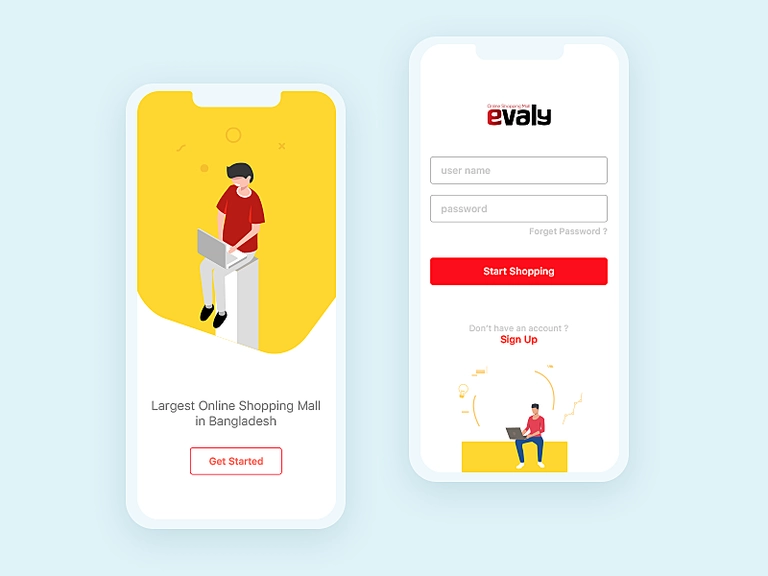 Largest Online Shopping Mall
in Bangladesh
Get Started
Online Shopping Mall
evaly
user name
password
Forget Password ?
Start Shopping
Don't have an account ?
Sign Up